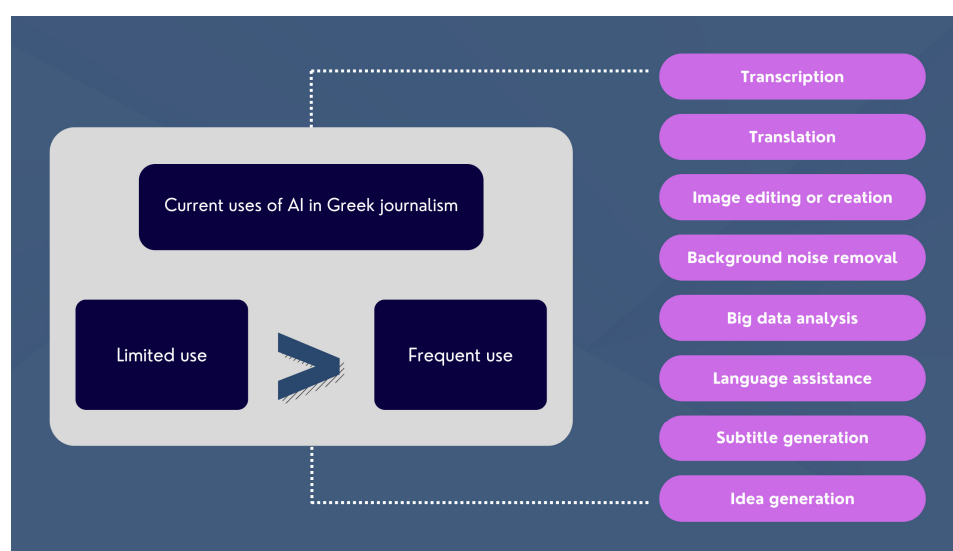 Current uses of AI in Greek journalism
Limited use
>
Frequent use
Transcription
Translation
Image editing or creation
Background noise removal
Big data analysis
Language assistance
Subtitle generation
Idea generation